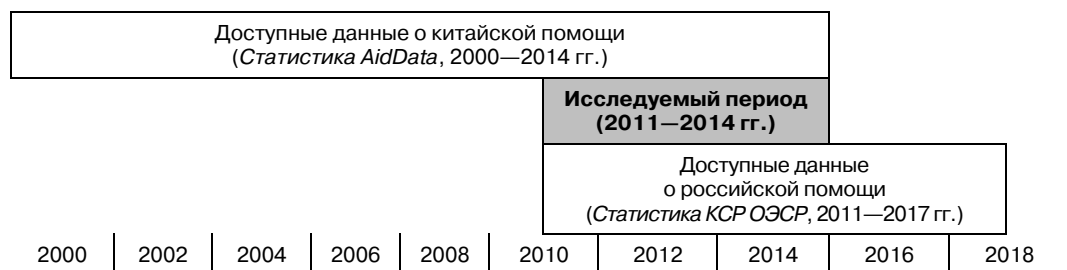 Доступные данные о китайской помощи
(Статистика AidData, 2000—2014 гг.)
Исследуемый период
(2011—2014 гг.)
Доступные данные
о российской помощи
(Статистика КСР ОЭСР, 2011—2017 гг.)
2000 2002 2004 2006 2008 2010 2012 2014 2016 2018